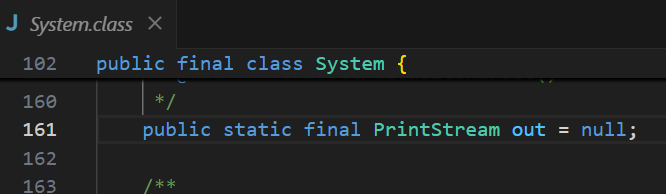 J System.class ×
102 public final class System {
160 */
161 public static final PrintStream out = null;
162
163 /**